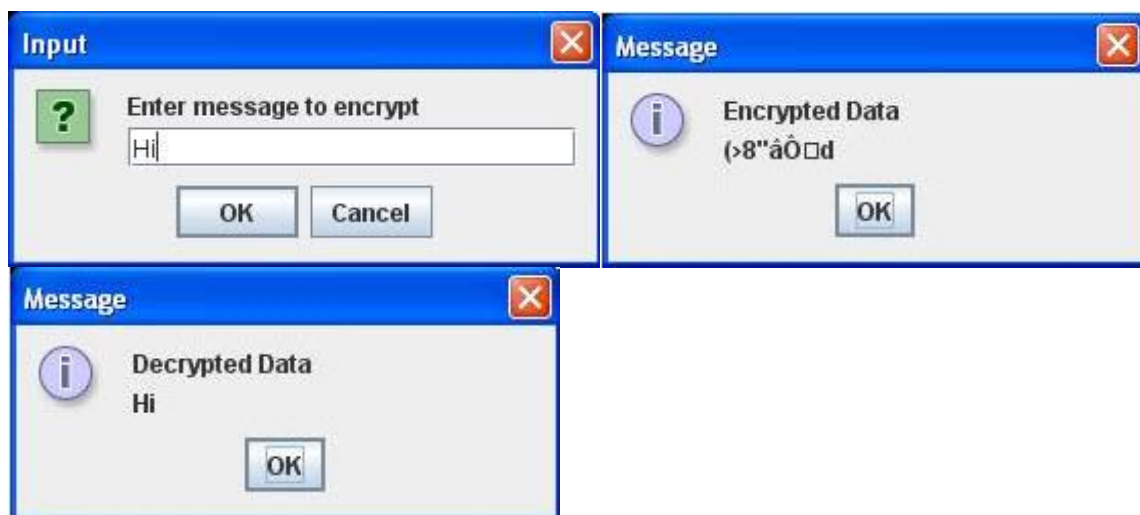 Input
Enter message to encrypt
Hi
OK Cancel
Message
Encrypted Data
(›8"âÔ□d
OK
Message
Decrypted Data
Hi
OK